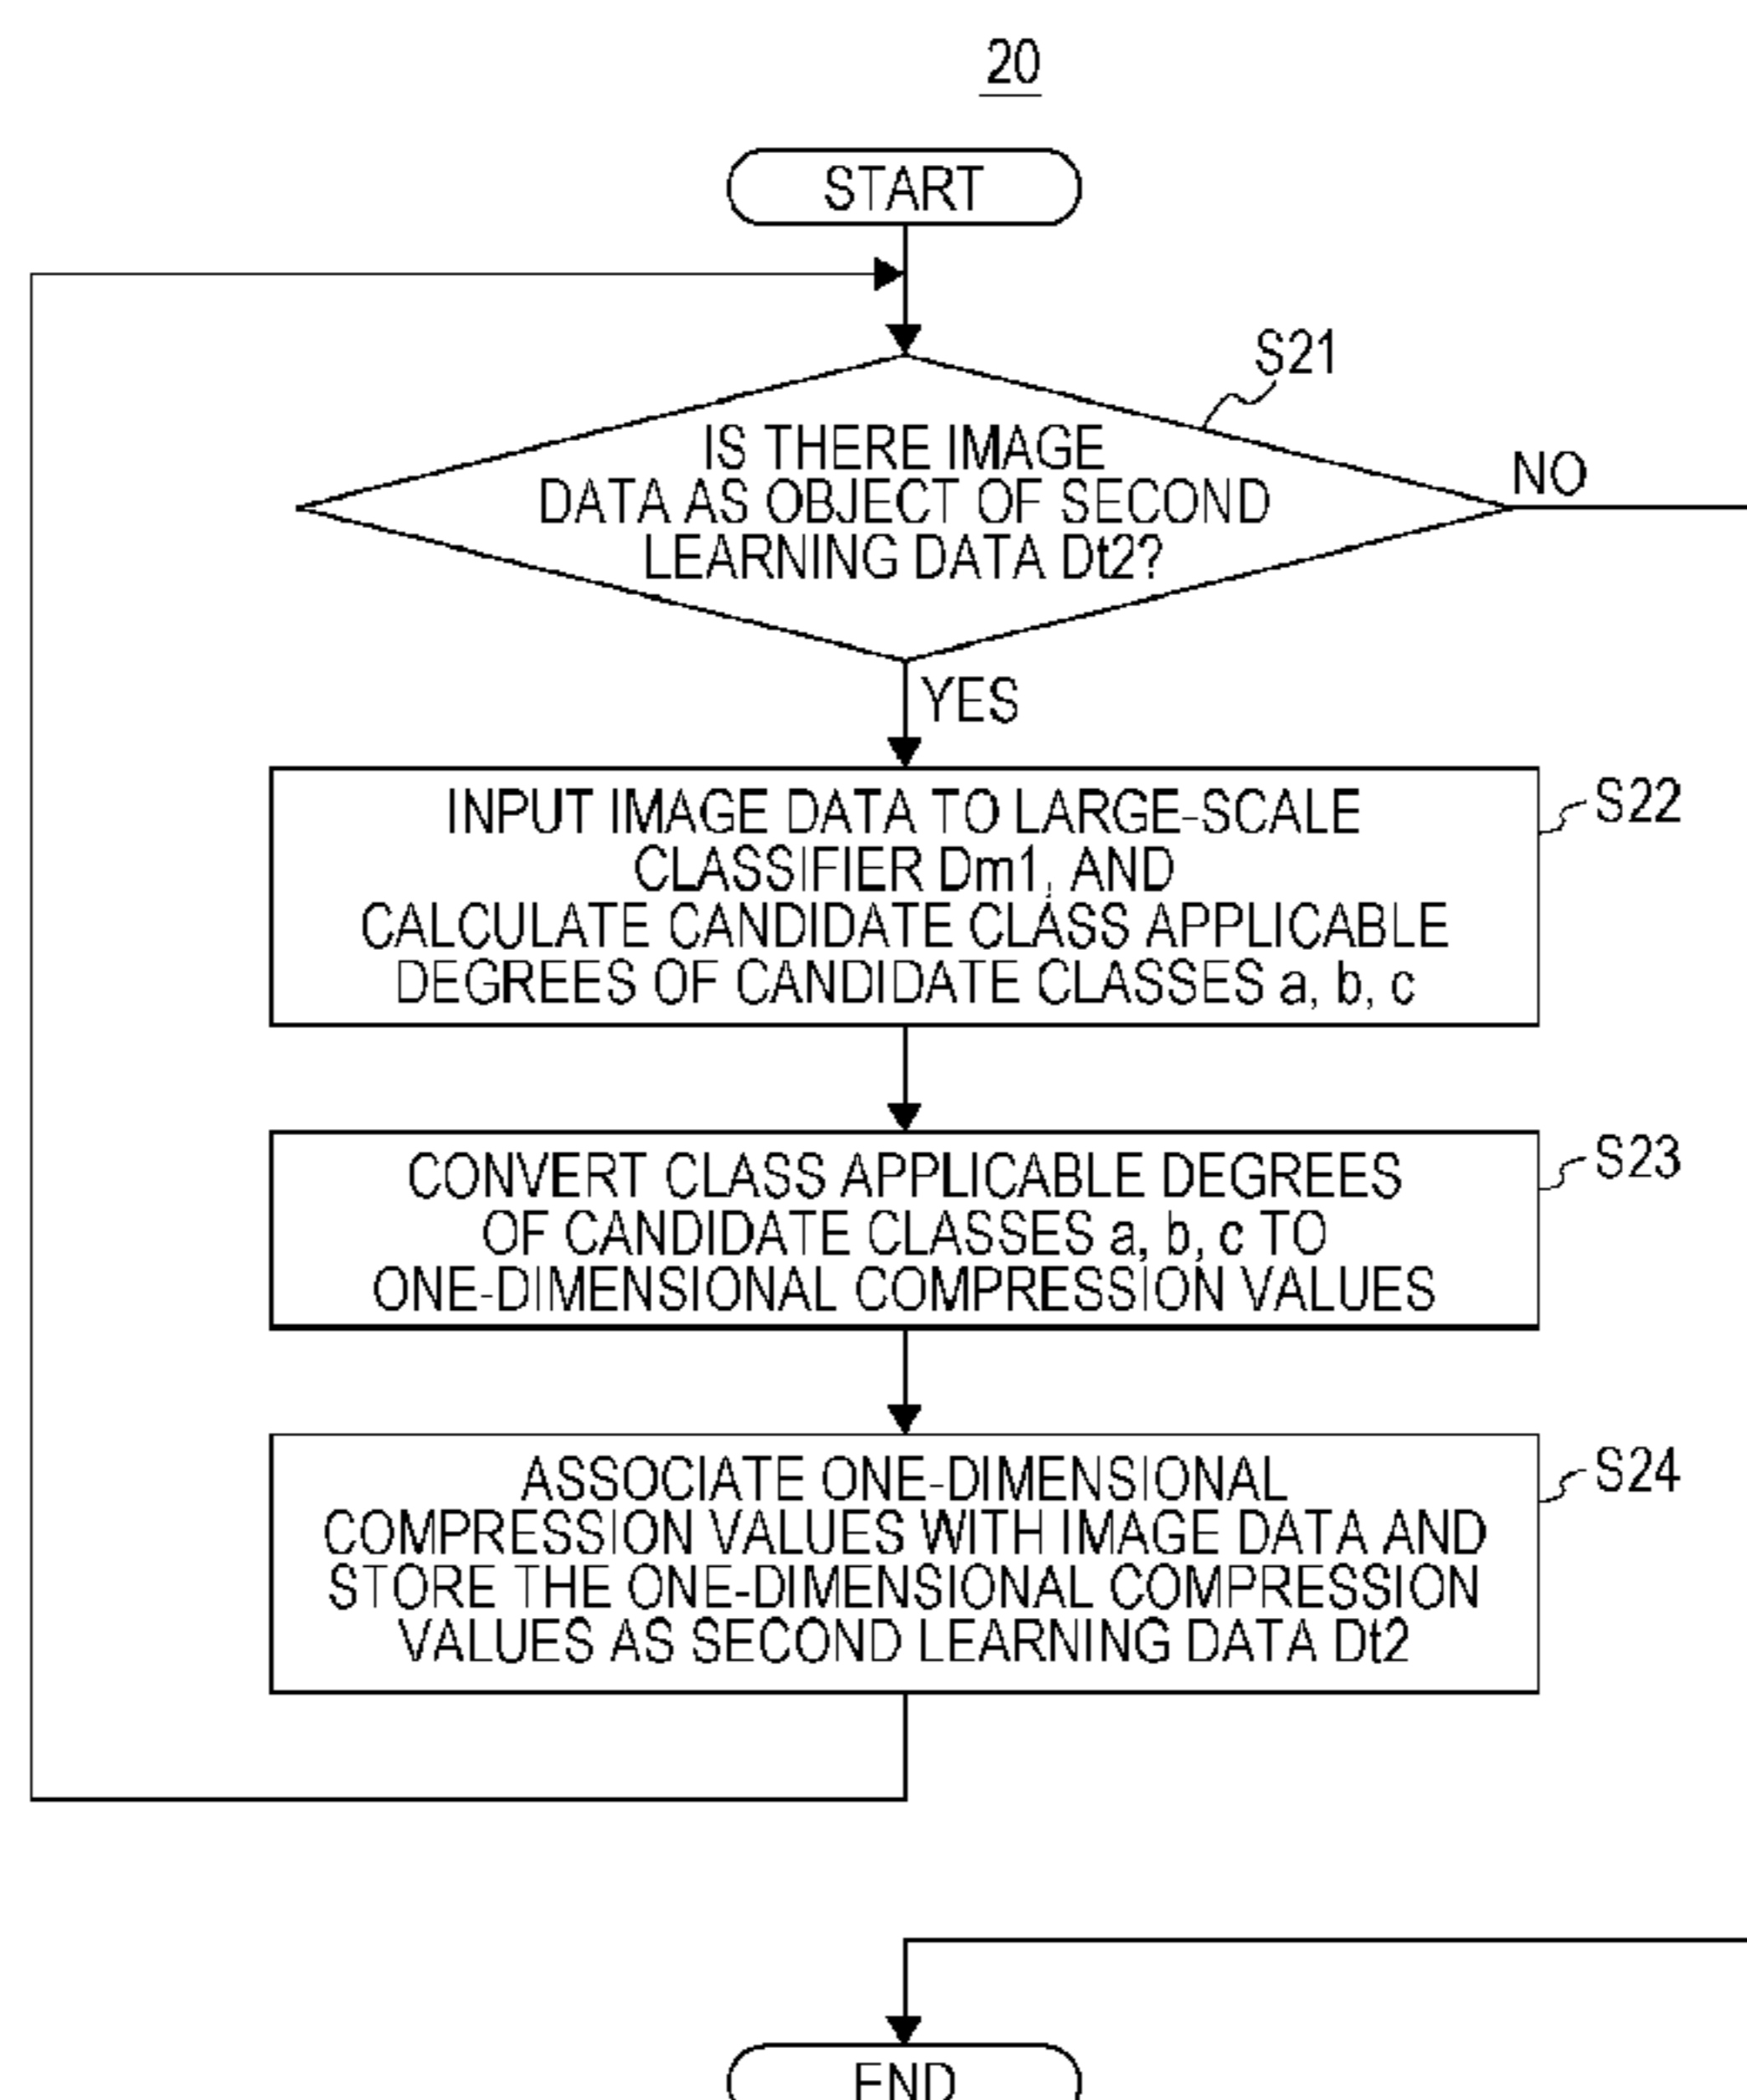 20
START
S21
IS THERE IMAGE
DATA AS OBJECT OF SECOND
LEARNING DATA Dt2?
NO
YES
S22
INPUT IMAGE DATA TO LARGE-SCALE
CLASSIFIER Dm1, AND
CALCULATE CANDIDATE CLASS APPLICABLE
DEGREES OF CANDIDATE CLASSES a, b, c
S23
CONVERT CLASS APPLICABLE DEGREES
OF CANDIDATE CLASSES a, b, c TO
ONE-DIMENSIONAL COMPRESSION VALUES
S24
ASSOCIATE ONE-DIMENSIONAL
COMPRESSION VALUES WITH IMAGE DATA AND
STORE THE ONE-DIMENSIONAL COMPRESSION
VALUES AS SECOND LEARNING DATA Dt2
END